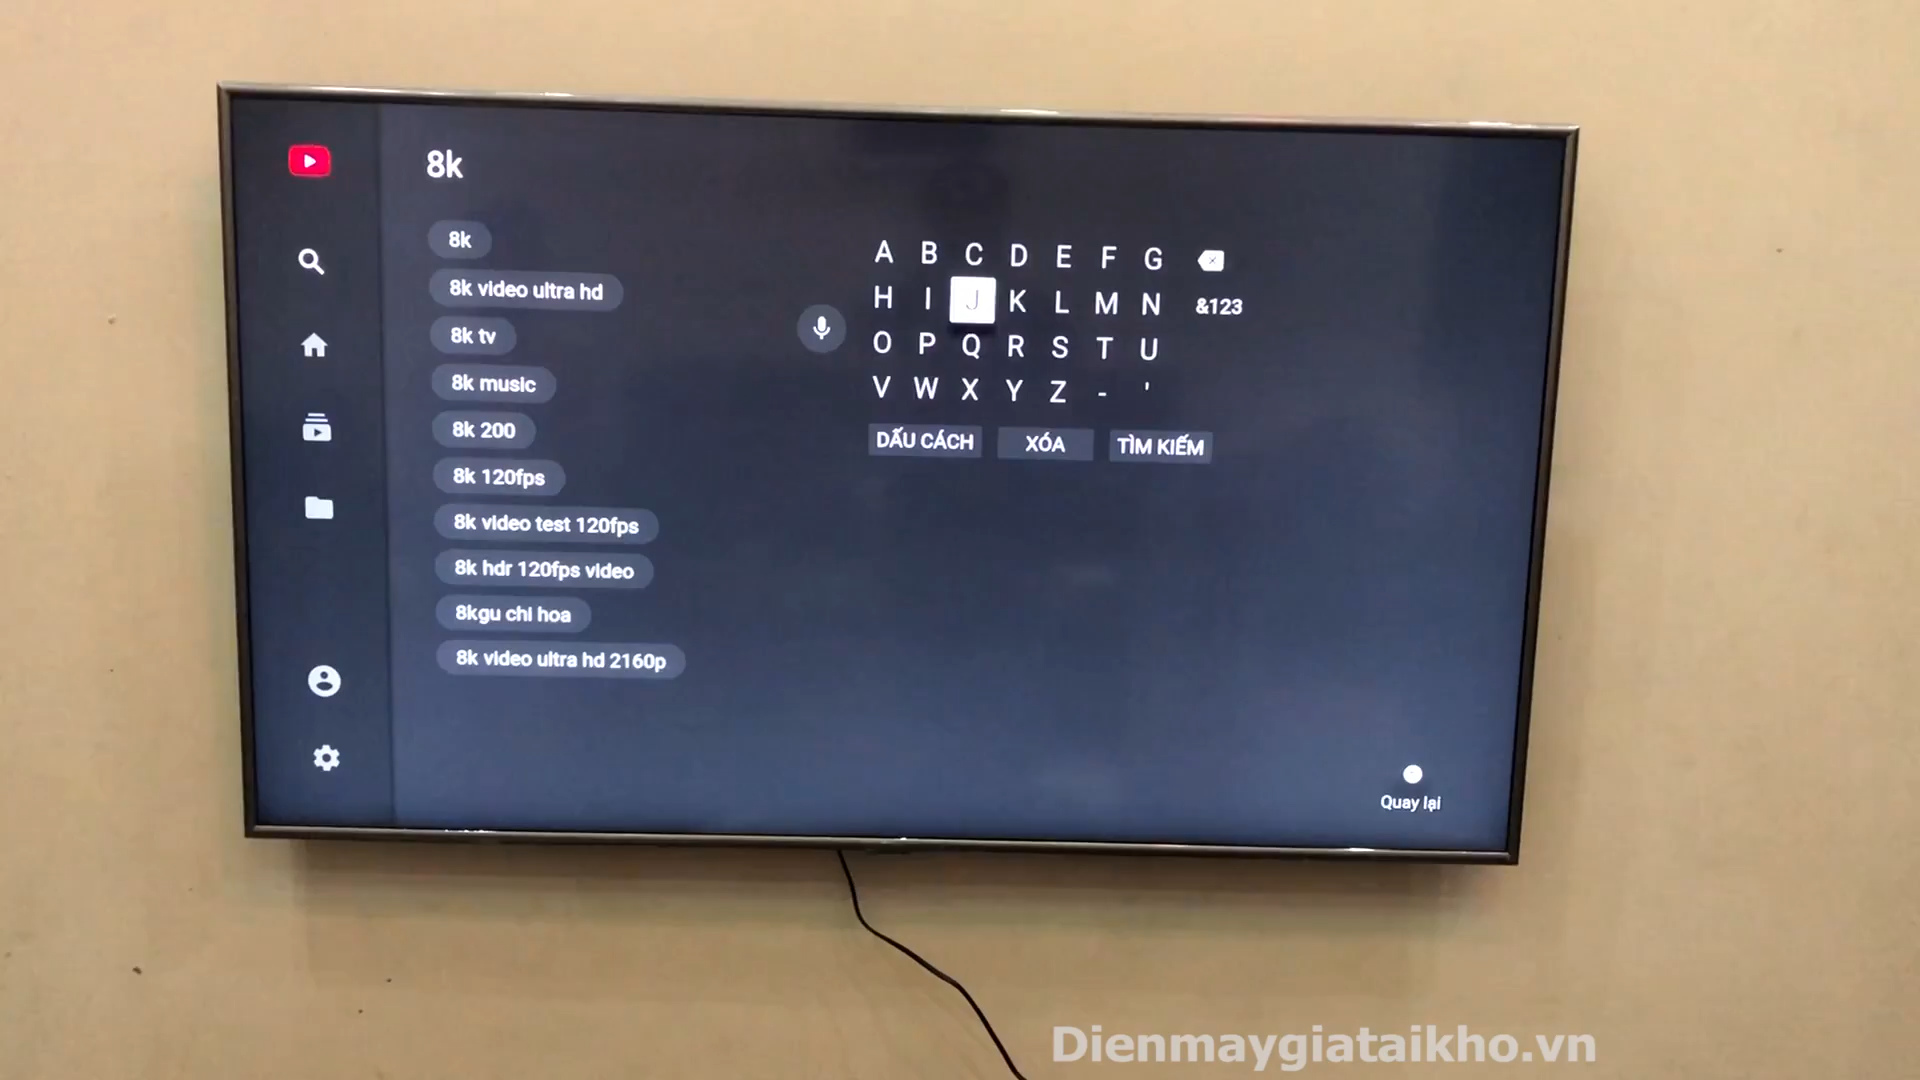 8k
8k
8k video ultra hd
8k tv
8k music
8k 200
8k 120fps
8k video test 120fps
8k hdr 120fps video
8kgu chi hoa
8k video ultra hd 2160p
A B C D E F G
H I J K L M N &123
O P Q R S T U
V W X Y Z - '
DẤU CÁCH XÓA TÌM KIẾM
Quay lại
Dienmaygiataikho.vn